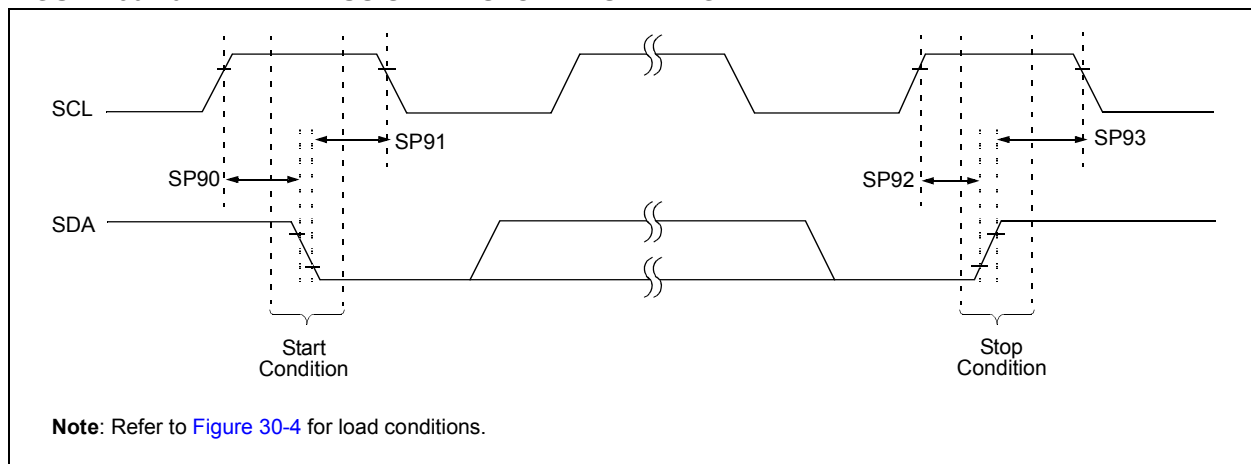 SCL
SP91
SP93
SP90
SP92
SDA
Start
Condition
Stop
Condition
Note: Refer to Figure 30-4 for load conditions.